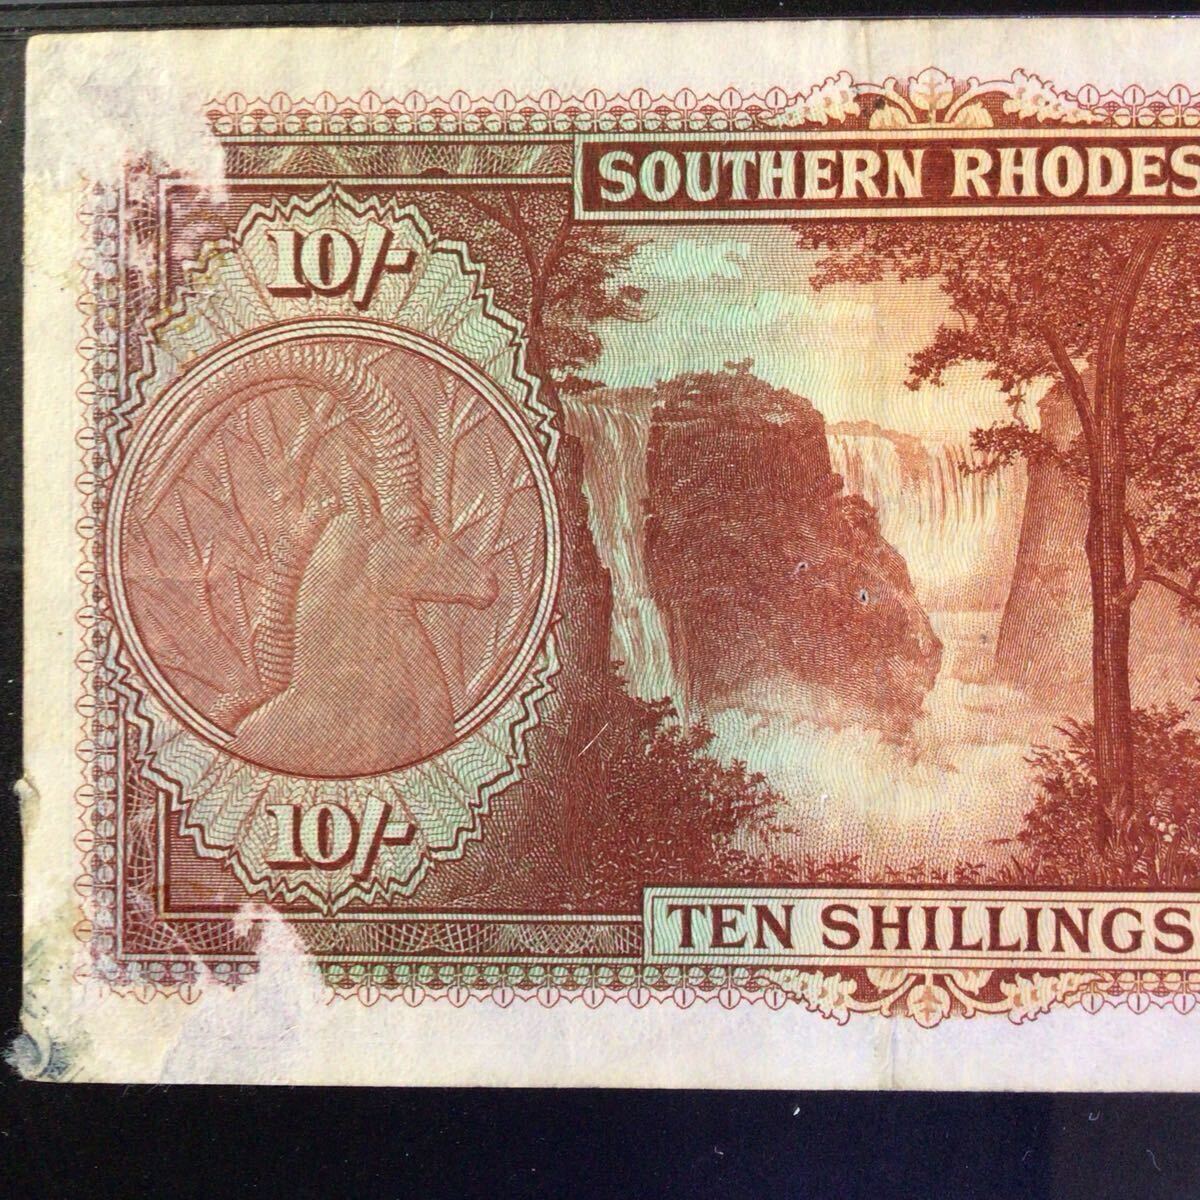 SOUTHERN RHODES
10/-
10/-
TEN SHILLINGS